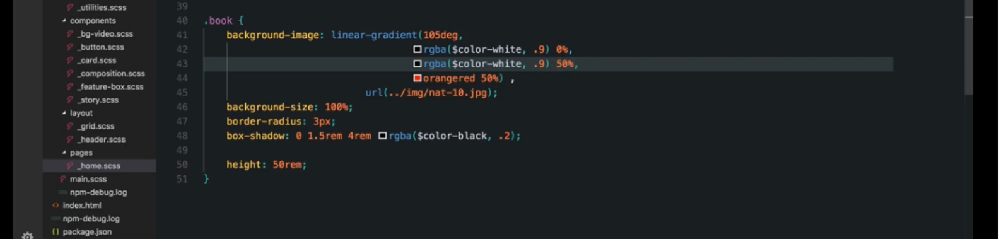 _utilities.scss
components
_bg-video.scss
_button.scss
_card.scss
_composition.scss
_feature-box.scss
_story.scss
layout
_grid.scss
_header.scss
pages
_home.scss
main.scss
npm-debug.log
index.html
npm-debug.log
package.json
39
40 .book {
41 background-image: linear-gradient(105deg,
42 rgba($color-white, .9) 0%,
43 rgba($color-white, .9) 50%,
44 orangered 50%) ,
45 url(../img/nat-10.jpg);
46 background-size: 100%;
47 border-radius: 3px;
48 box-shadow: 0 1.5rem 4rem rgba($color-black, .2);
49
50 height: 50rem;
51 }